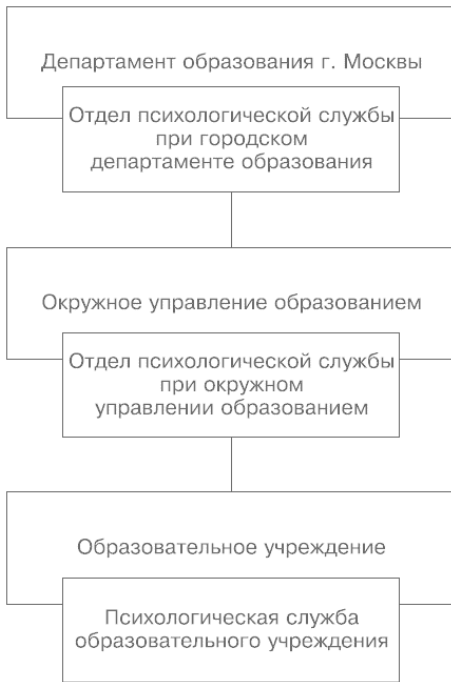 Департамент образования г. Москвы
Отдел психологической службы
при городском
департаменте образования
Окружное управление образованием
Отдел психологической службы
при окружном
управлении образованием
Образовательное учреждение
Психологическая служба
образовательного учреждения